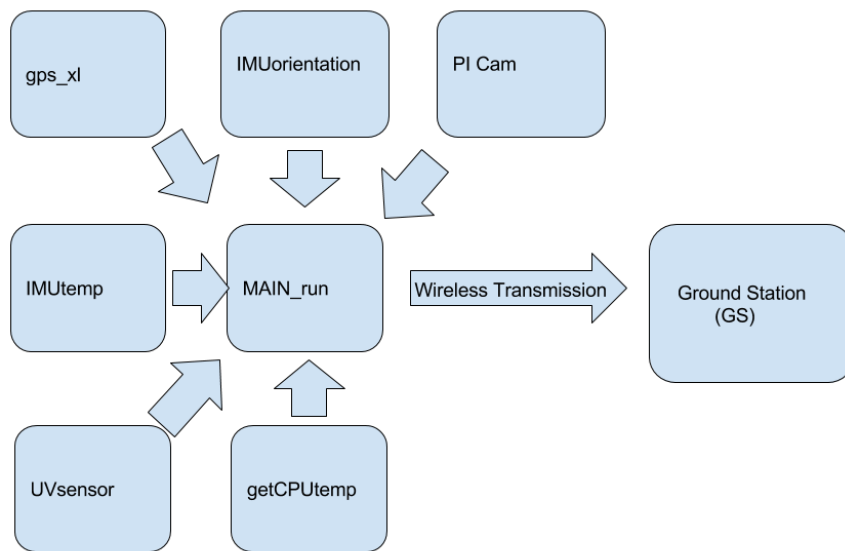 gps_xl
IMUorientation
PI Cam
IMUtemp
MAIN_run
Wireless Transmission
Ground Station
(GS)
UVsensor
getCPUtemp